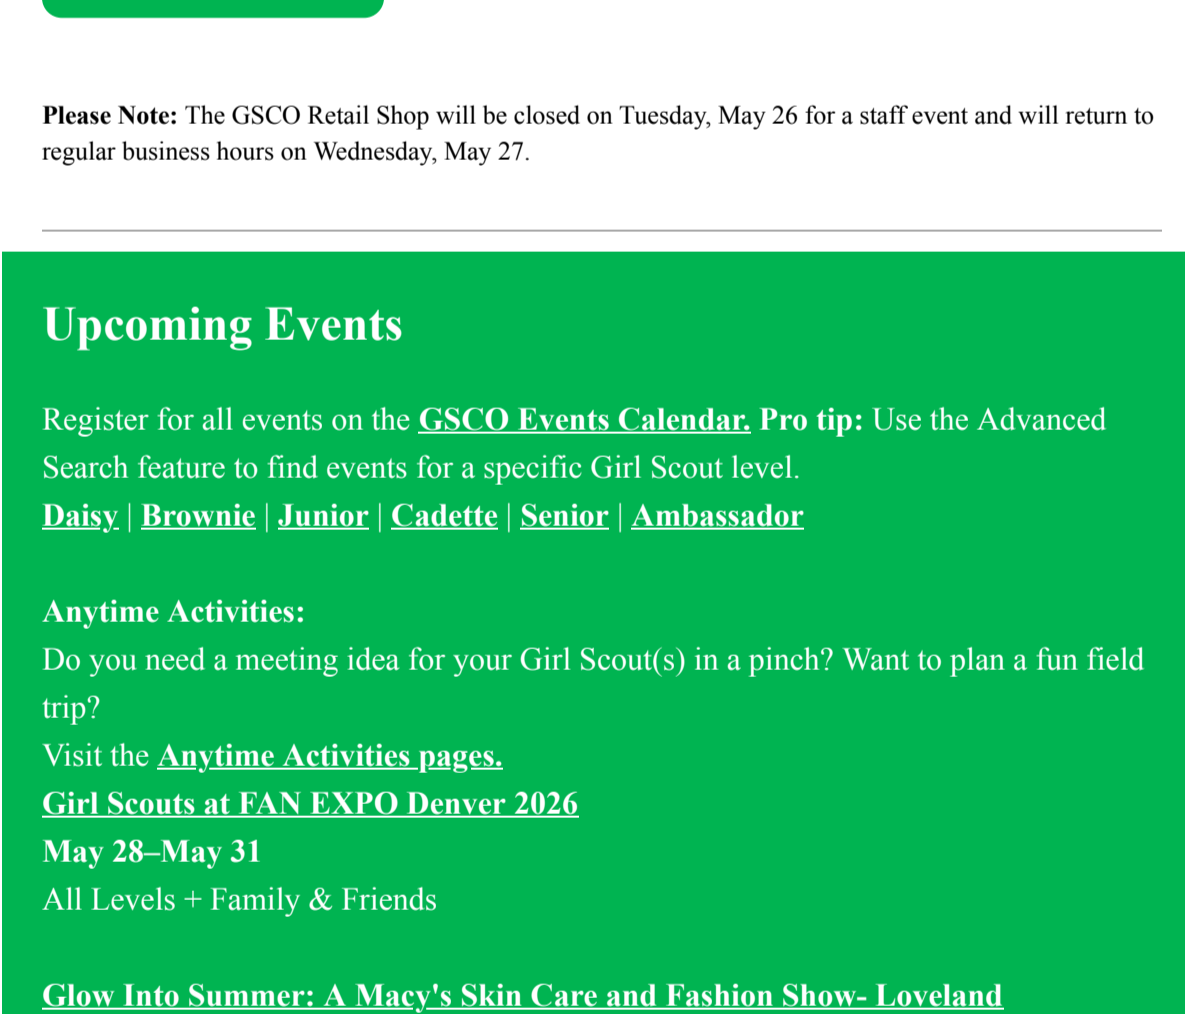 Please Note: The GSCO Retail Shop will be closed on Tuesday, May 26 for a staff event and will return to
regular business hours on Wednesday, May 27.
Upcoming Events
Register for all events on the GSCO Events Calendar. Pro tip: Use the Advanced
Search feature to find events for a specific Girl Scout level.
Daisy | Brownie | Junior | Cadette | Senior | Ambassador
Anytime Activities:
Do you need a meeting idea for your Girl Scout(s) in a pinch? Want to plan a fun field
trip?
Visit the Anytime Activities pages.
Girl Scouts at FAN EXPO Denver 2026
May 28–May 31
All Levels + Family & Friends
Glow Into Summer: A Macy's Skin Care and Fashion Show- Loveland